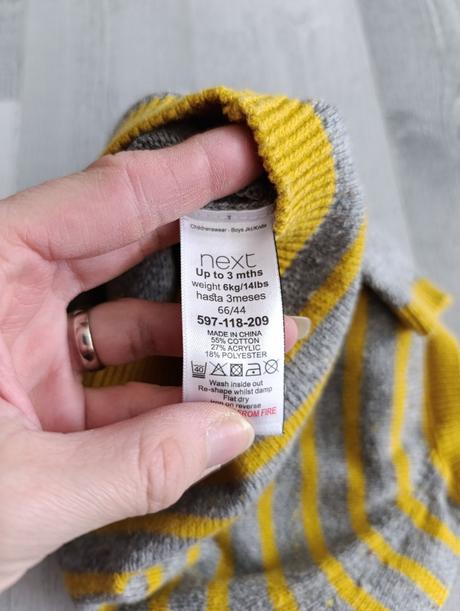 Childrenswear - Boys Jkt/Knits
next
Up to 3 mths
weight 6kg/14lbs
hasta 3meses
66/44
597-118-209
MADE IN CHINA
55% COTTON
27% ACRYLIC
18% POLYESTER
40
Wash inside out
Re-shape whilst damp
Flat dry
Iron on reverse
FROM FIRE